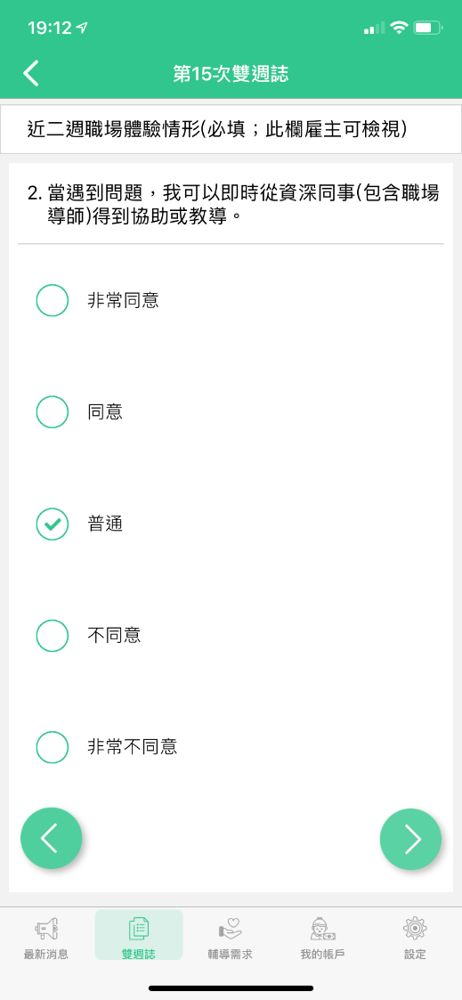 19:12
第15次雙週誌
近二週職場體驗情形(必填；此欄雇主可檢視)
2. 當遇到問題，我可以即時從資深同事(包含職場
導師)得到協助或教導。
非常同意
同意
普通
不同意
非常不同意
最新消息 雙週誌 輔導需求 我的帳戶 設定